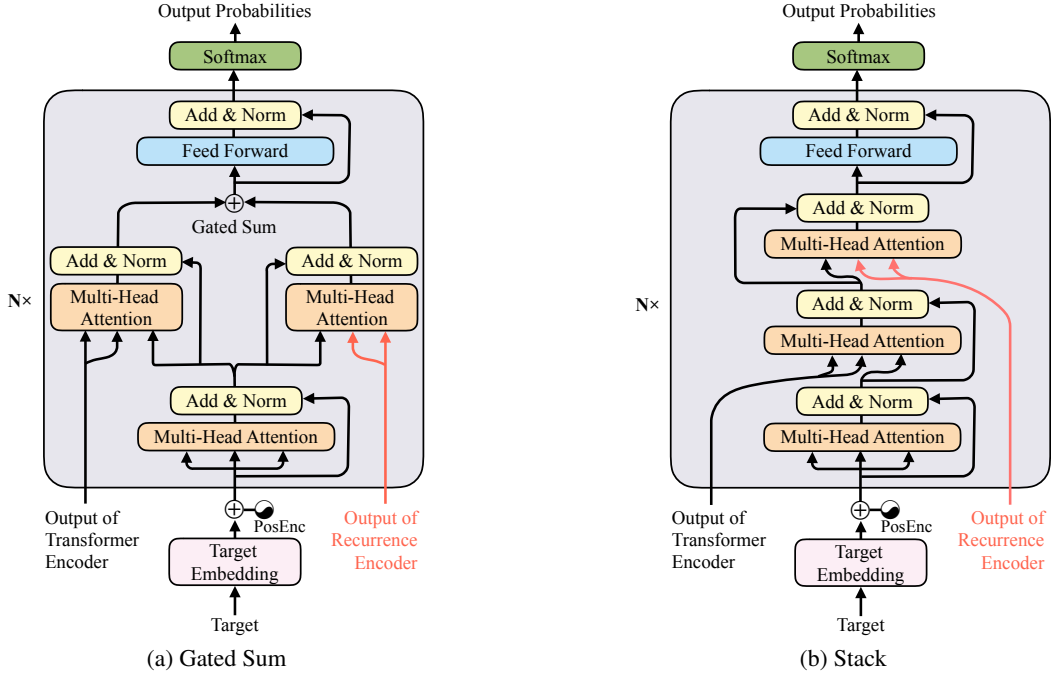 Output Probabilities
Softmax
Add & Norm
Feed Forward
Gated Sum
Add & Norm
Add & Norm
Multi-Head
Attention
Multi-Head
Attention
N×
Add & Norm
Multi-Head Attention
Output of
Transformer
Encoder
PosEnc
Output of
Recurrence
Encoder
Target
Embedding
Target
(a) Gated Sum
Output Probabilities
Softmax
Add & Norm
Feed Forward
Add & Norm
Multi-Head Attention
N×
Add & Norm
Multi-Head Attention
Add & Norm
Multi-Head Attention
Output of
Transformer
Encoder
PosEnc
Output of
Recurrence
Encoder
Target
Embedding
Target
(b) Stack